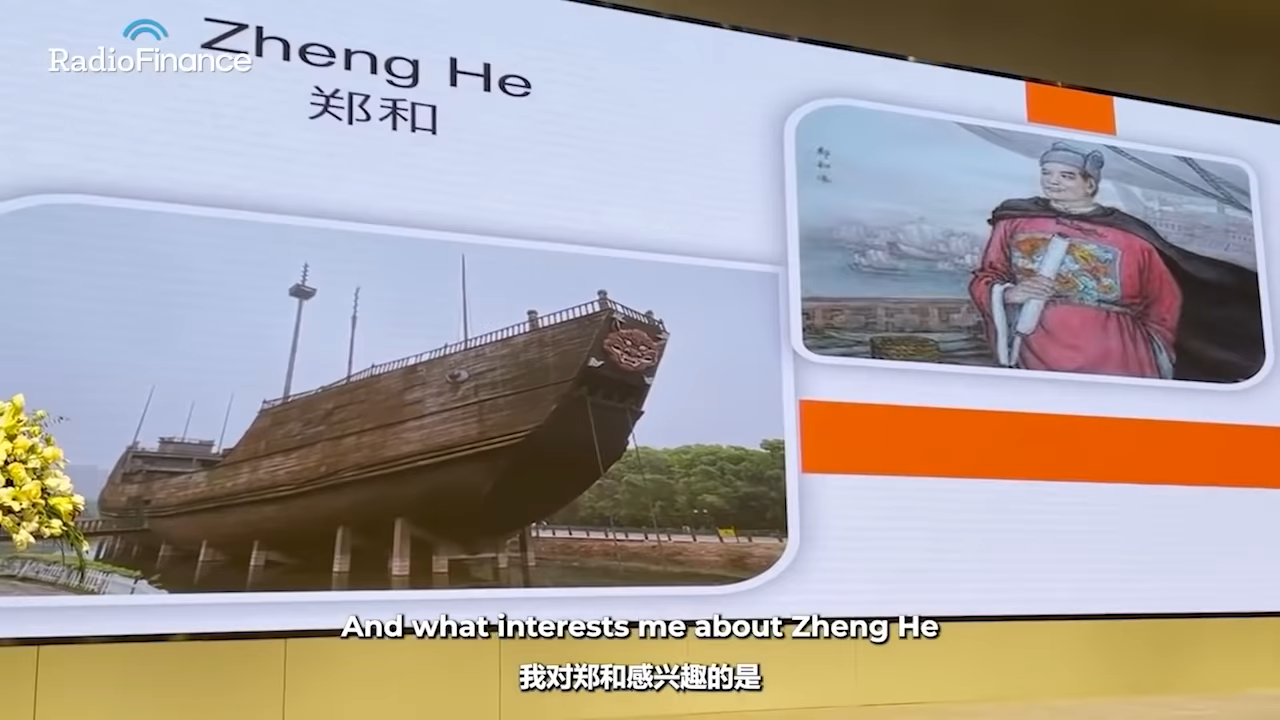 RadioFinance
Zheng He
郑和
And what interests me about Zheng He
我对郑和感兴趣的是